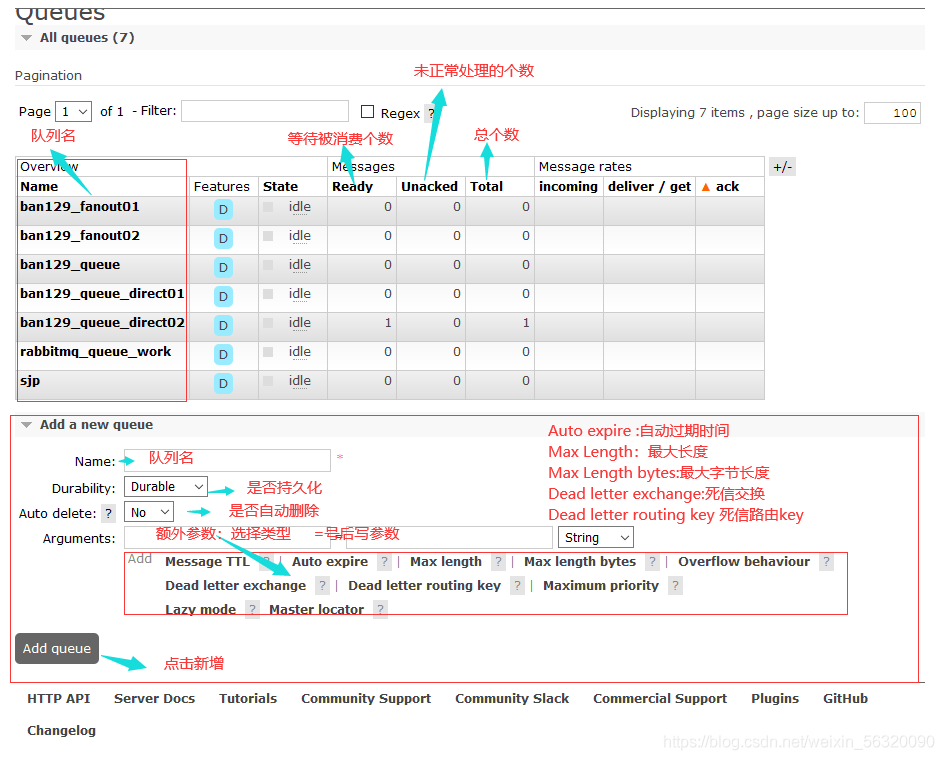 Queues
All queues (7)
未正常处理的个数
Pagination
Page 1 of 1 - Filter: Regex ? Displaying 7 items , page size up to: 100
队列名 等待被消费个数 总个数
Overview Messages Message rates +/-
Name Features State Ready Unacked Total incoming deliver / get ▲ ack
ban129_fanout01 D idle 0 0 0
ban129_fanout02 D idle 0 0 0
ban129_queue D idle 0 0 0
ban129_queue_direct01 D idle 0 0 0
ban129_queue_direct02 D idle 1 0 1
rabbitmq_queue_work D idle 0 0 0
sjp D idle 0 0 0
Add a new queue
Auto expire :自动过期时间
Max Length：最大长度
Max Length bytes:最大字节长度
Dead letter exchange:死信交换
Dead letter routing key 死信路由key
Name: 队列名 *
Durability: Durable 是否持久化
Auto delete: ? No 是否自动删除
Arguments: 额外参数：选择类型 =号后写参数 = String
Add Message TTL ? | Auto expire ? | Max length ? | Max length bytes ? | Overflow behaviour ?
Dead letter exchange ? | Dead letter routing key ? | Maximum priority ?
Lazy mode ? Master locator ?
Add queue
点击新增
HTTP API Server Docs Tutorials Community Support Community Slack Commercial Support Plugins GitHub
Changelog
https://blog.csdn.net/weixin_56320090